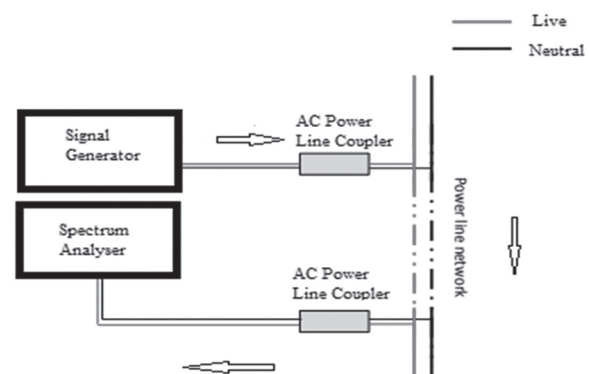 Live
Neutral
Signal
Generator
AC Power
Line Coupler
Spectrum
Analyser
AC Power
Line Coupler
Power line network